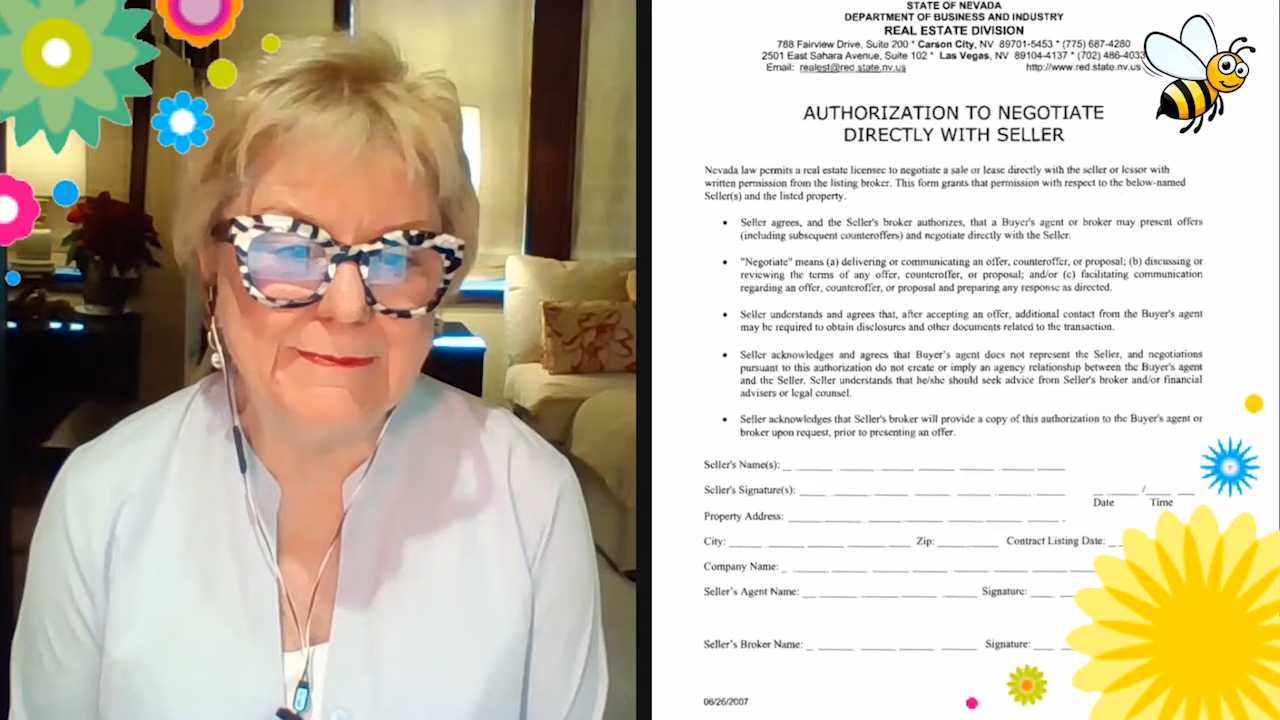 STATE OF NEVADA
DEPARTMENT OF BUSINESS AND INDUSTRY
REAL ESTATE DIVISION
788 Fairview Drive, Suite 200 * Carson City, NV 89701-5453 * (775) 687-4280
2501 East Sahara Avenue, Suite 102 * Las Vegas, NV 89104-4137 * (702) 486-4033
Email: realest@red.state.nv.us http://www.red.state.nv.us
AUTHORIZATION TO NEGOTIATE
DIRECTLY WITH SELLER
Nevada law permits a real estate licensee to negotiate a sale or lease directly with the seller or lessor with
written permission from the listing broker. This form grants that permission with respect to the below-named
Seller(s) and the listed property.
• Seller agrees, and the Seller's broker authorizes, that a Buyer's agent or broker may present offers
(including subsequent counteroffers) and negotiate directly with the Seller.
• "Negotiate" means (a) delivering or communicating an offer, counteroffer, or proposal; (b) discussing or
reviewing the terms of any offer, counteroffer, or proposal; and/or (c) facilitating communication
regarding an offer, counteroffer, or proposal and preparing any response as directed.
• Seller understands and agrees that, after accepting an offer, additional contact from the Buyer's agent
may be required to obtain disclosures and other documents related to the transaction.
• Seller acknowledges and agrees that Buyer's agent does not represent the Seller, and negotiations
pursuant to this authorization do not create or imply an agency relationship between the Buyer's agent
and the Seller. Seller understands that he/she should seek advice from Seller's broker and/or financial
advisers or legal counsel.
• Seller acknowledges that Seller's broker will provide a copy of this authorization to the Buyer's agent or
broker upon request, prior to presenting an offer.
Seller's Name(s):
Seller's Signature(s): /
Date Time
Property Address:
City: Zip: Contract Listing Date:
Company Name:
Seller's Agent Name: Signature:
Seller's Broker Name: Signature:
06/26/2007